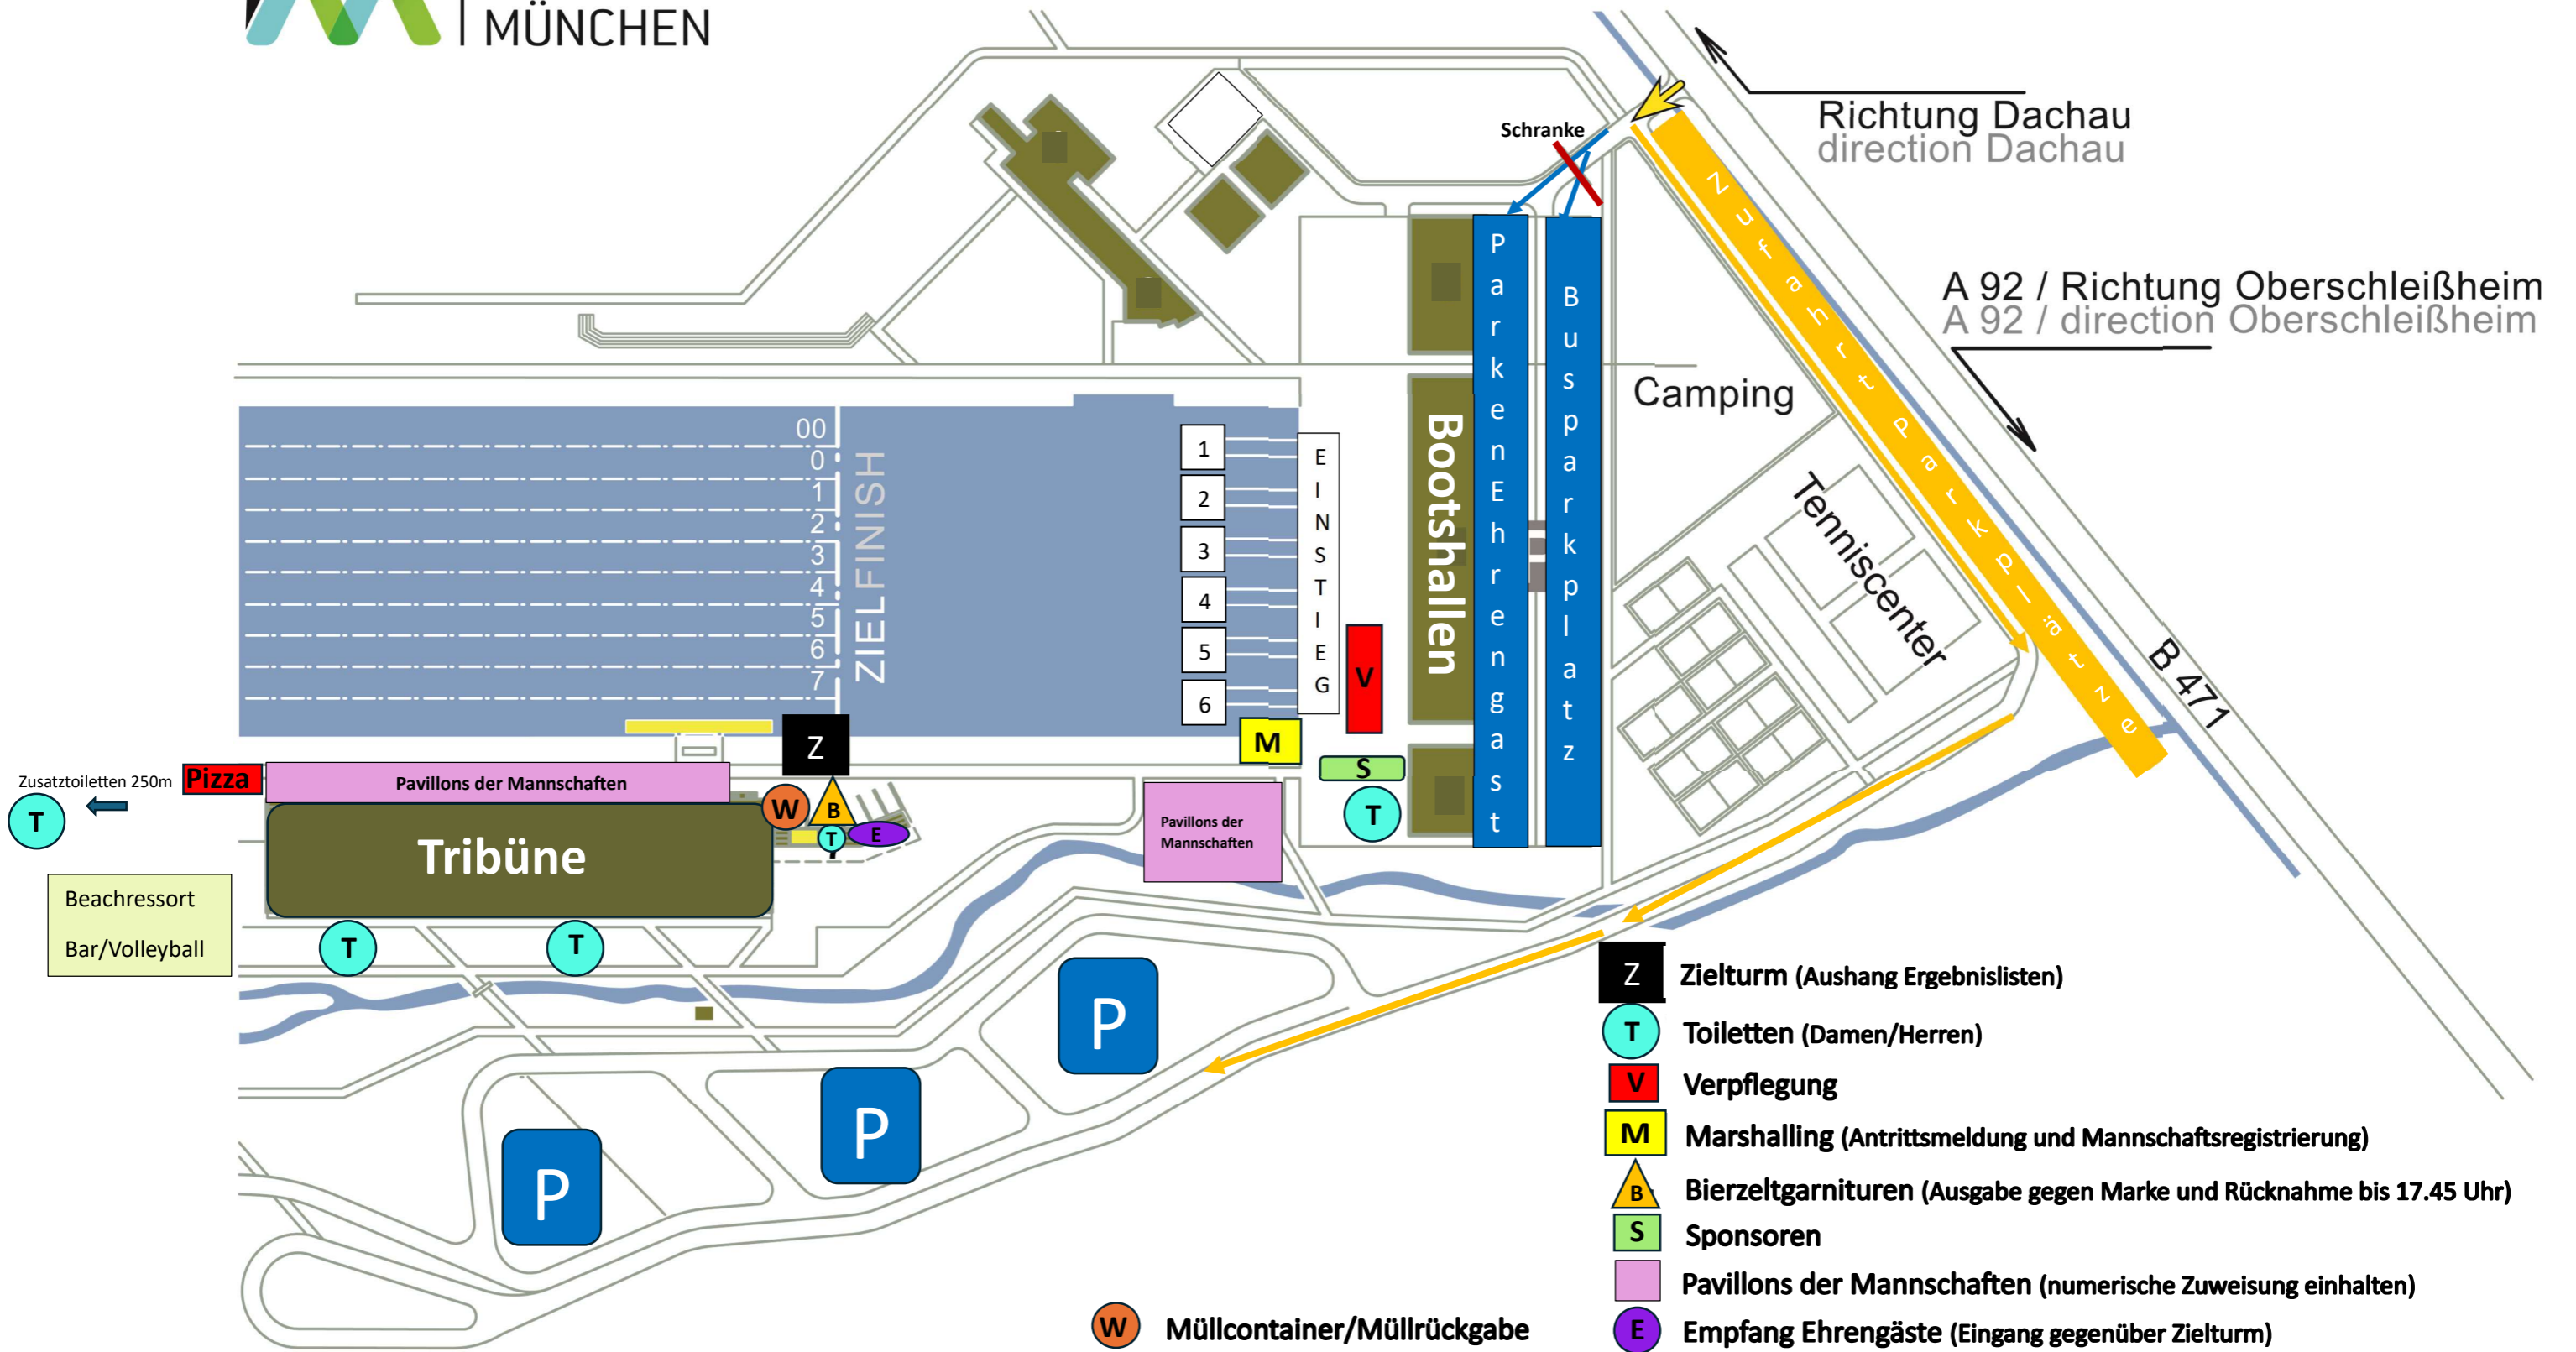 MÜNCHEN
Richtung Dachau
direction Dachau
Schranke
A 92 / Richtung Oberschleißheim
A 92 / direction Oberschleißheim
Zufahrt Parkplätze
Parken Ehrengast
Busparkplatz
Camping
Tenniscenter
B 471
Bootshallen
00
0
1
2
3
4
5
6
7
ZIELFINISH
1
2
3
4
5
6
EINSTIEG
V
M
S
T
Z
Zusatztoiletten 250m
T
Pizza
Pavillons der Mannschaften
W
B
T
E
Tribüne
Pavillons der
Mannschaften
Beachressort
Bar/Volleyball
T
T
P
P
P
Z Zielturm (Aushang Ergebnislisten)
T Toiletten (Damen/Herren)
V Verpflegung
M Marshalling (Antrittsmeldung und Mannschaftsregistrierung)
B Bierzeltgarnituren (Ausgabe gegen Marke und Rücknahme bis 17.45 Uhr)
S Sponsoren
Pavillons der Mannschaften (numerische Zuweisung einhalten)
W Müllcontainer/Müllrückgabe
E Empfang Ehrengäste (Eingang gegenüber Zielturm)